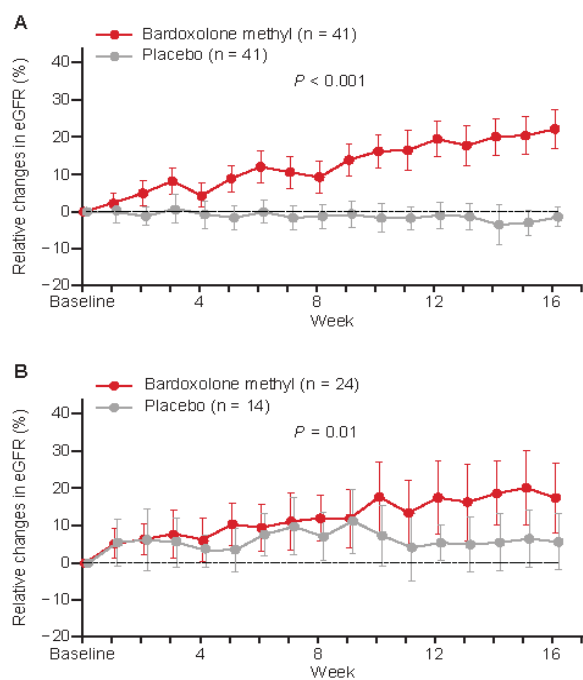 A
Bardoxolone methyl (n = 41)
Placebo (n = 41)
P < 0.001
Relative changes in eGFR (%)
40
30
20
10
0
−10
−20
Baseline 4 8 12 16
Week
B
Bardoxolone methyl (n = 24)
Placebo (n = 14)
P = 0.01
Relative changes in eGFR (%)
40
30
20
10
0
−10
−20
Baseline 4 8 12 16
Week